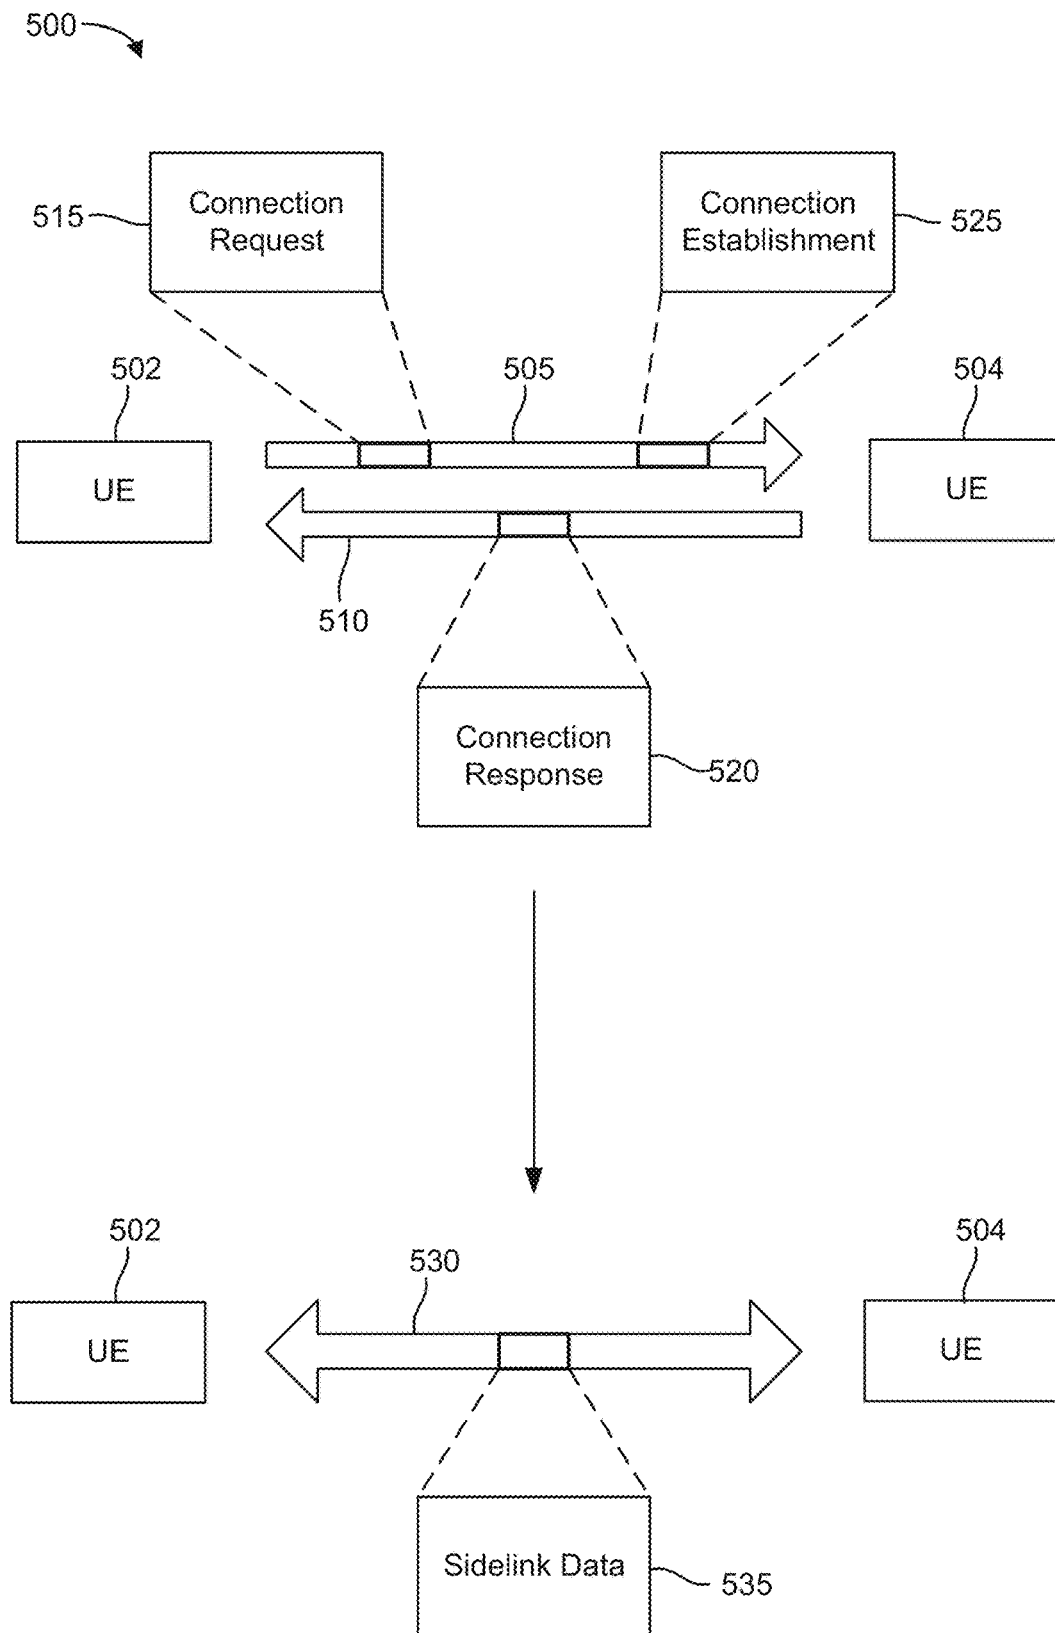 500
Connection
Request
515
Connection
Establishment
525
502
505
504
UE
UE
510
Connection
Response
520
502
530
504
UE
UE
Sidelink Data
535